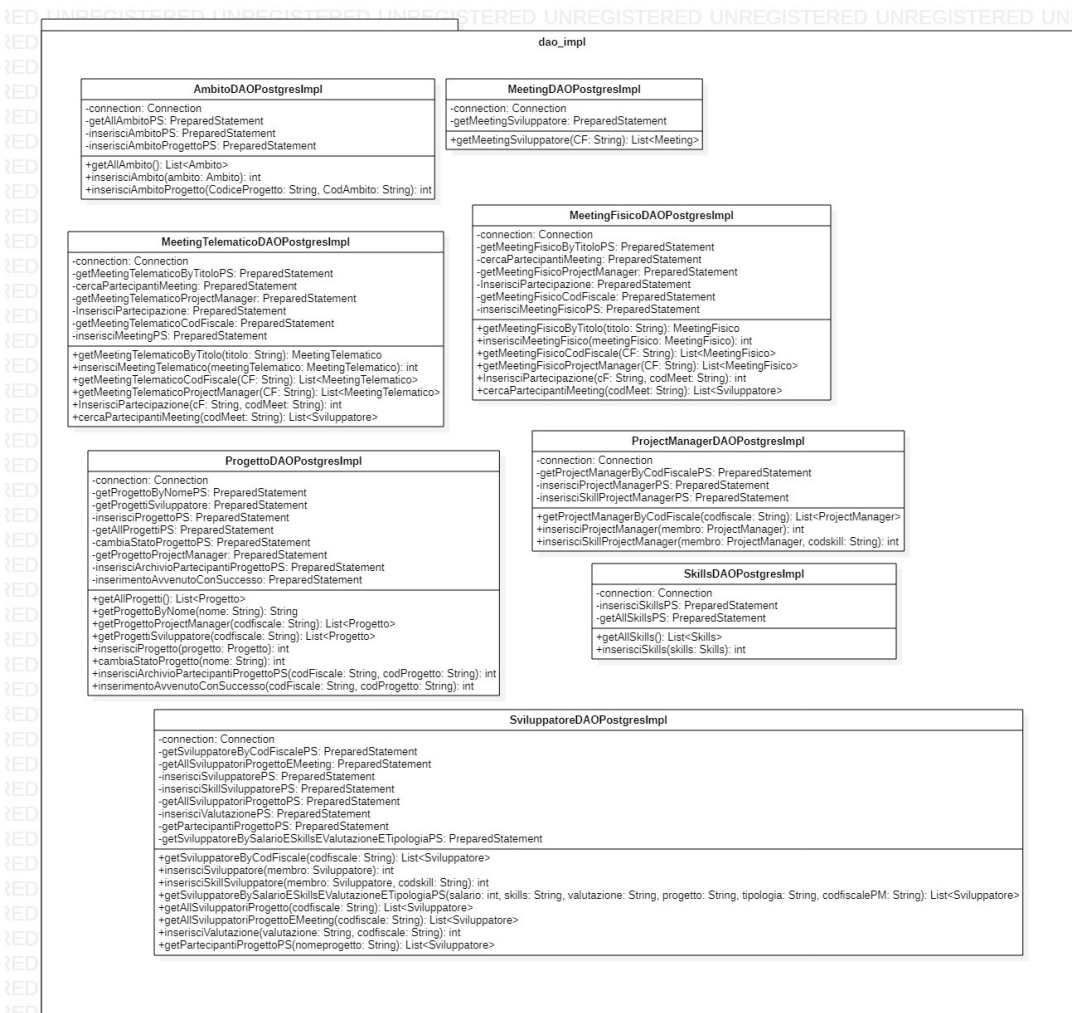 RED UNREGISTERED UNREGISTERED UNREGISTERED UNREGISTERED UN
dao_impl
AmbitoDAOPostgresImpl
-connection: Connection
-getAllAmbitoPS: PreparedStatement
-inserisciAmbitoPS: PreparedStatement
-inserisciAmbitoProgettoPS: PreparedStatement
+getAllAmbito(): List<Ambito>
+inserisciAmbito(ambito: Ambito): int
+inserisciAmbitoProgetto(CodiceProgetto: String, CodAmbito: String): int
MeetingDAOPostgresImpl
-connection: Connection
-getMeetingSviluppatore: PreparedStatement
+getMeetingSviluppatore(CF: String): List<Meeting>
MeetingTelematicoDAOPostgresImpl
-connection: Connection
-getMeetingTelematicoByTitoloPS: PreparedStatement
-cercaPartecipantiMeeting: PreparedStatement
-getMeetingTelematicoProjectManager: PreparedStatement
-InserisciPartecipazione: PreparedStatement
-getMeetingTelematicoCodFiscale: PreparedStatement
-inserisciMeetingPS: PreparedStatement
+getMeetingTelematicoByTitolo(titolo: String): MeetingTelematico
+inserisciMeetingTelematico(meetingTelematico: MeetingTelematico): int
+getMeetingTelematicoCodFiscale(CF: String): List<MeetingTelematico>
+getMeetingTelematicoProjectManager(CF: String): List<MeetingTelematico>
+InserisciPartecipazione(cF: String, codMeet: String): int
+cercaPartecipantiMeeting(codMeet: String): List<Sviluppatore>
MeetingFisicoDAOPostgresImpl
-connection: Connection
-getMeetingFisicoByTitoloPS: PreparedStatement
-cercaPartecipantiMeeting: PreparedStatement
-getMeetingFisicoProjectManager: PreparedStatement
-InserisciPartecipazione: PreparedStatement
-getMeetingFisicoCodFiscale: PreparedStatement
-inserisciMeetingFisicoPS: PreparedStatement
+getMeetingFisicoByTitolo(titolo: String): MeetingFisico
+inserisciMeetingFisico(meetingFisico: MeetingFisico): int
+getMeetingFisicoCodFiscale(CF: String): List<MeetingFisico>
+getMeetingFisicoProjectManager(CF: String): List<MeetingFisico>
+InserisciPartecipazione(cF: String, codMeet: String): int
+cercaPartecipantiMeeting(codMeet: String): List<Sviluppatore>
ProgettoDAOPostgresImpl
-connection: Connection
-getProgettoByNomePS: PreparedStatement
-getProgettiSviluppatore: PreparedStatement
-inserisciProgettoPS: PreparedStatement
-getAllProgettiPS: PreparedStatement
-cambiaStatoProgettoPS: PreparedStatement
-getProgettoProjectManager: PreparedStatement
-inserisciArchivioPartecipantiProgettoPS: PreparedStatement
-inserimentoAvvenutoConSuccesso: PreparedStatement
+getAllProgetti(): List<Progetto>
+getProgettoByNome(nome: String): String
+getProgettoProjectManager(codfiscale: String): List<Progetto>
+getProgettiSviluppatore(codfiscale: String): List<Progetto>
+inserisciProgetto(progetto: Progetto): int
+cambiaStatoProgetto(nome: String): int
+inserisciArchivioPartecipantiProgettoPS(codFiscale: String, codProgetto: String): int
+inserimentoAvvenutoConSuccesso(codFiscale: String, codProgetto: String): int
ProjectManagerDAOPostgresImpl
-connection: Connection
-getProjectManagerByCodFiscalePS: PreparedStatement
-inserisciProjectManagerPS: PreparedStatement
-inserisciSkillProjectManagerPS: PreparedStatement
+getProjectManagerByCodFiscale(codfiscale: String): List<ProjectManager>
+inserisciProjectManager(membro: ProjectManager): int
+inserisciSkillProjectManager(membro: ProjectManager, codskill: String): int
SkillsDAOPostgresImpl
-connection: Connection
-inserisciSkillsPS: PreparedStatement
-getAllSkillsPS: PreparedStatement
+getAllSkills(): List<Skills>
+inserisciSkills(skills: Skills): int
SviluppatoreDAOPostgresImpl
-connection: Connection
-getSviluppatoreByCodFiscalePS: PreparedStatement
-getAllSviluppatoriProgettoEMeeting: PreparedStatement
-inserisciSviluppatorePS: PreparedStatement
-inserisciSkillSviluppatorePS: PreparedStatement
-getAllSviluppatoriProgettoPS: PreparedStatement
-inserisciValutazionePS: PreparedStatement
-getPartecipantiProgettoPS: PreparedStatement
-getSviluppatoreBySalarioESkillsEValutazioneETipologiaPS: PreparedStatement
+getSviluppatoreByCodFiscale(codfiscale: String): List<Sviluppatore>
+inserisciSviluppatore(membro: Sviluppatore): int
+inserisciSkillSviluppatore(membro: Sviluppatore, codskill: String): int
+getSviluppatoreBySalarioESkillsEValutazioneETipologiaPS(salario: int, skills: String, valutazione: String, progetto: String, tipologia: String, codfiscalePM: String): List<Sviluppatore>
+getAllSviluppatoriProgetto(codfiscale: String): List<Sviluppatore>
+getAllSviluppatoriProgettoEMeeting(codfiscale: String): List<Sviluppatore>
+inserisciValutazione(valutazione: String, codfiscale: String): int
+getPartecipantiProgettoPS(nomeprogetto: String): List<Sviluppatore>